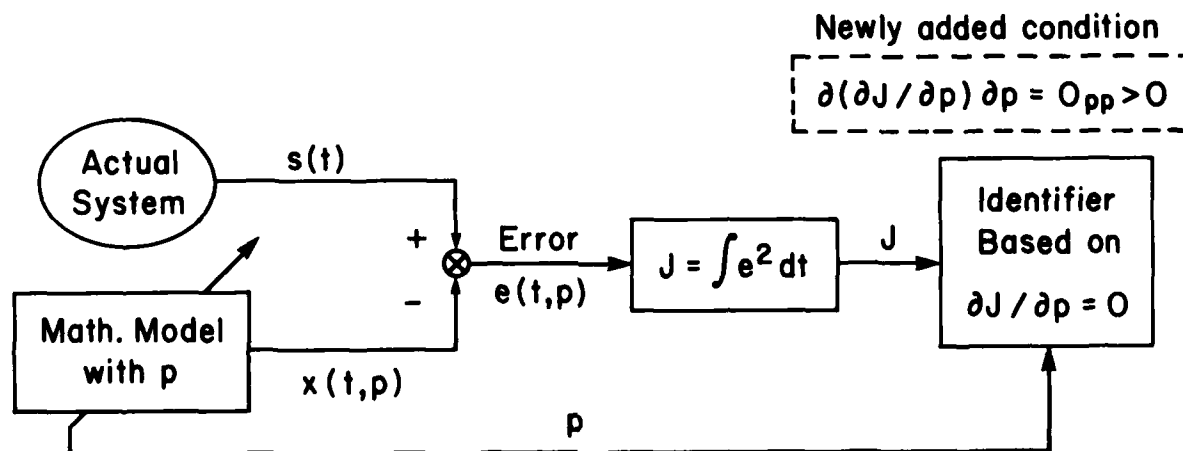 Newly added condition
∂(∂J/∂p) ∂p = O_pp > O
Actual
System
s(t)
+
Error
e(t,p)
−
J = ∫e² dt
J
Identifier
Based on
∂J / ∂p = O
Math. Model
with p
x(t,p)
p